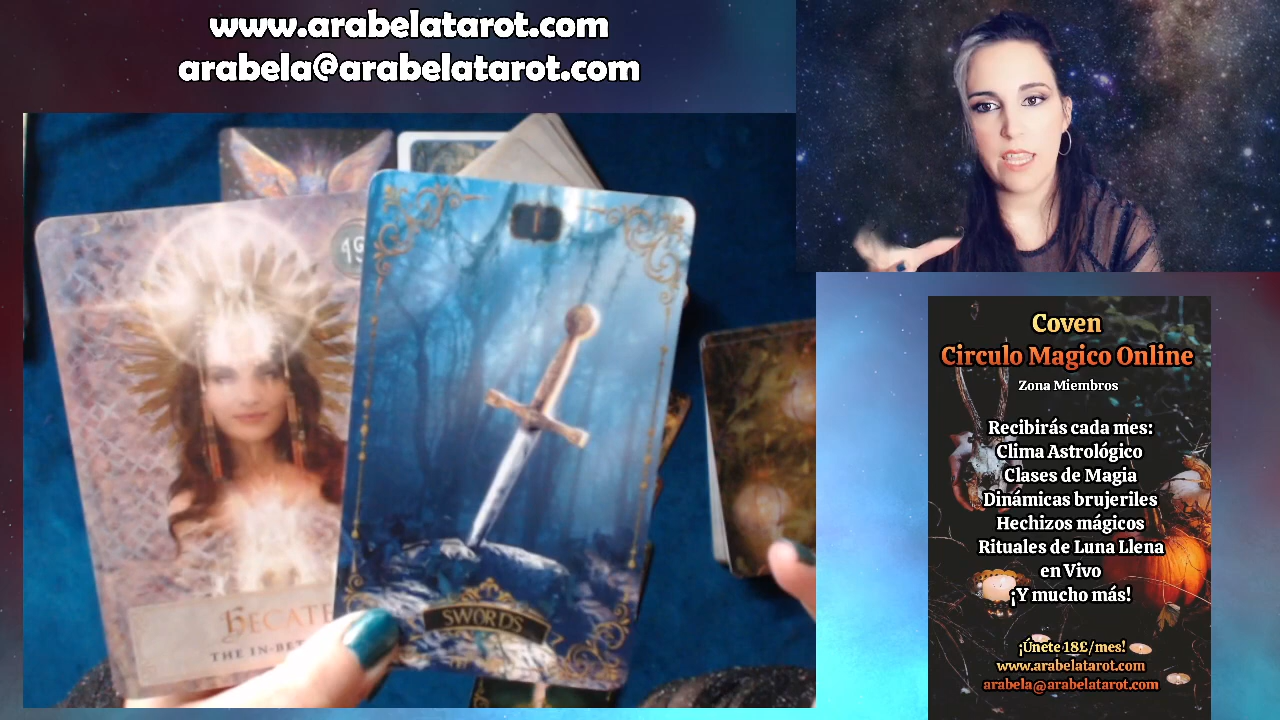 www.arabelatarot.com
arabela@arabelatarot.com
19
HECATE
THE IN-BET
I
SWORDS
Coven
Circulo Magico Online
Zona Miembros
Recibirás cada mes:
Clima Astrológico
Clases de Magia
Dinámicas brujeriles
Hechizos mágicos
Rituales de Luna Llena
en Vivo
¡Y mucho más!
¡Únete 18£/mes!
www.arabelatarot.com
arabela@arabelatarot.com